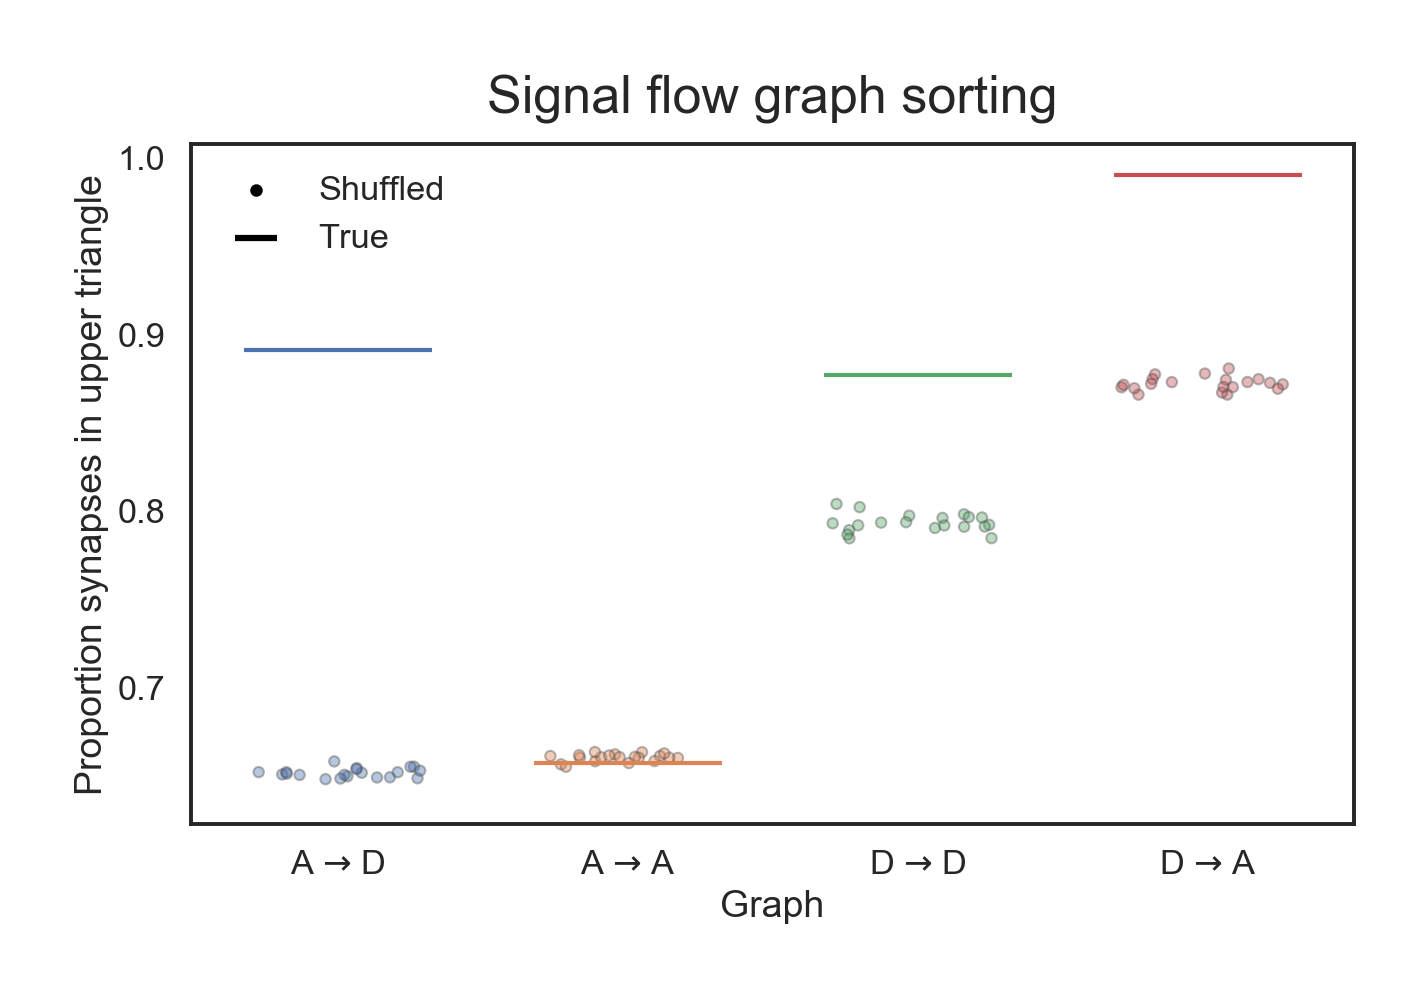 Signal flow graph sorting
Proportion synapses in upper triangle
1.0
0.9
0.8
0.7
Shuffled
True
A → D
A → A
D → D
D → A
Graph